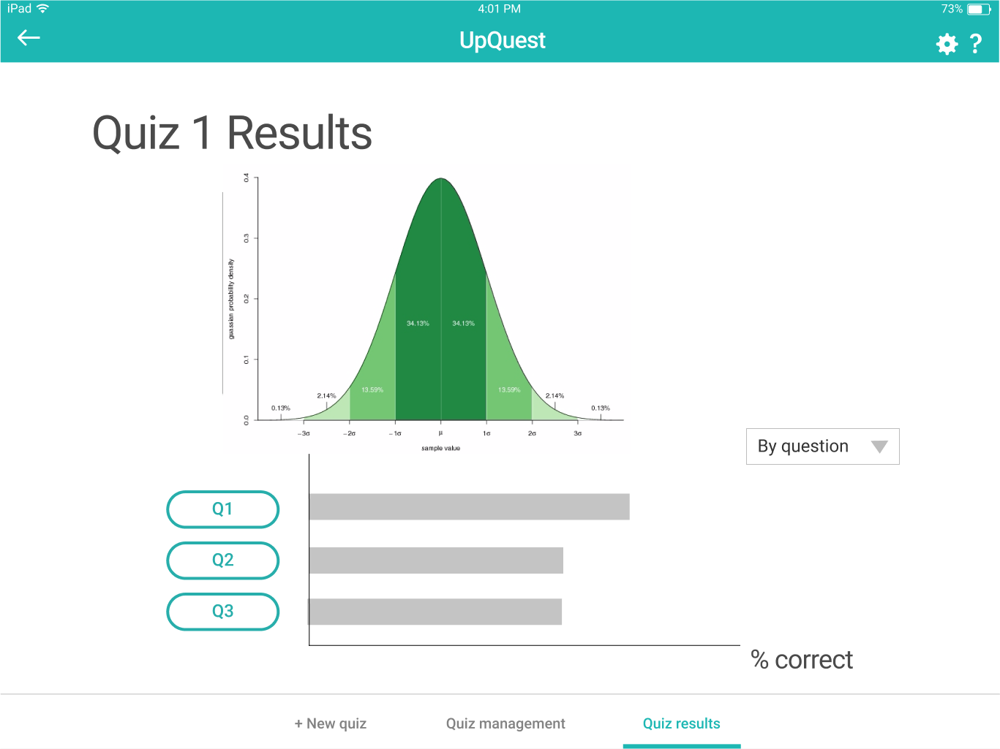 iPad 4:01 PM 73%
UpQuest ?
Quiz 1 Results
guassian probability density
0.4
0.3
0.2
0.1
0.0
34.13% 34.13%
13.59% 13.59%
2.14% 2.14%
0.13% 0.13%
−3σ −2σ −1σ μ 1σ 2σ 3σ
sample value
By question
Q1
Q2
Q3
% correct
+ New quiz Quiz management Quiz results